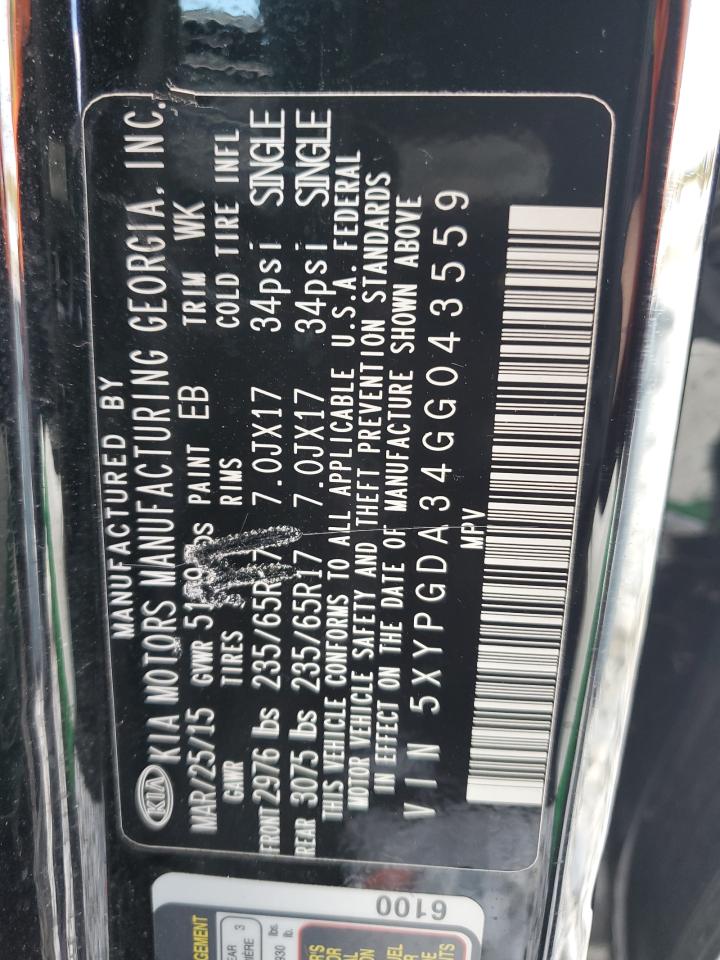 MANUFACTURED BY
KIA KIA MOTORS MANUFACTURING GEORGIA, INC.
MAR/25/15 GVWR PAINT EB TRIM WK
GAWR TIRES RIMS COLD TIRE INFL
FRONT 2976 lbs 235/65R17 7.0JX17 34psi SINGLE
REAR 3075 lbs 235/65R17 7.0JX17 34psi SINGLE
THIS VEHICLE CONFORMS TO ALL APPLICABLE U.S.A. FEDERAL
MOTOR VEHICLE SAFETY AND THEFT PREVENTION STANDARDS
IN EFFECT ON THE DATE OF MANUFACTURE SHOWN ABOVE
VIN 5XYPGDA34GG043559
MPV
6100